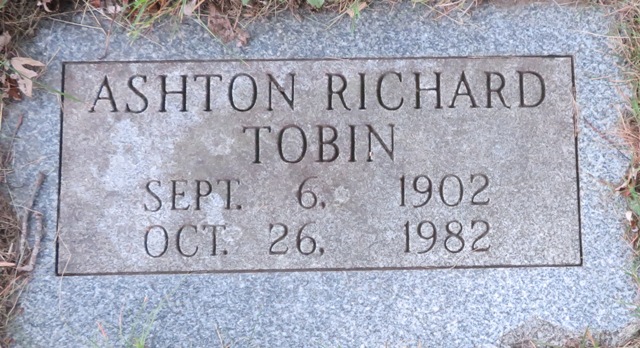 ASHTON RICHARD
TOBIN
SEPT. 6, 1902
OCT. 26, 1982